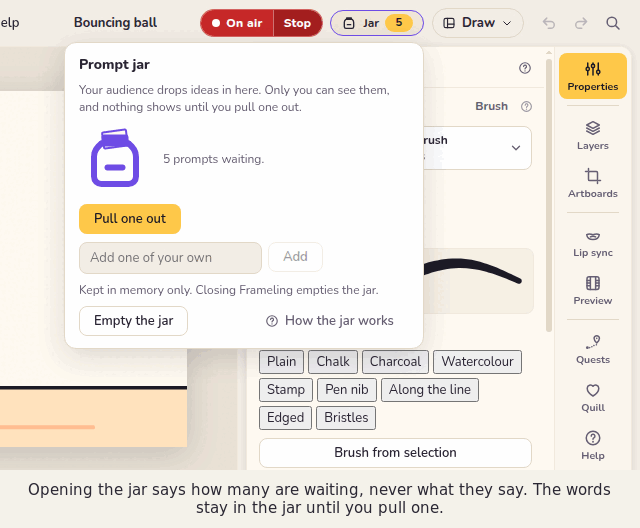 elp
Bouncing ball
On air
Stop
Jar
5
Draw
Prompt jar
Your audience drops ideas in here. Only you can see them,
and nothing shows until you pull one out.
5 prompts waiting.
Pull one out
Add one of your own
Add
Kept in memory only. Closing Frameling empties the jar.
Empty the jar
How the jar works
Brush
rush
Plain
Chalk
Charcoal
Watercolour
Stamp
Pen nib
Along the line
Edged
Bristles
Brush from selection
Properties
Layers
Artboards
Lip sync
Preview
Quests
Quill
Help
Opening the jar says how many are waiting, never what they say. The words
stay in the jar until you pull one.